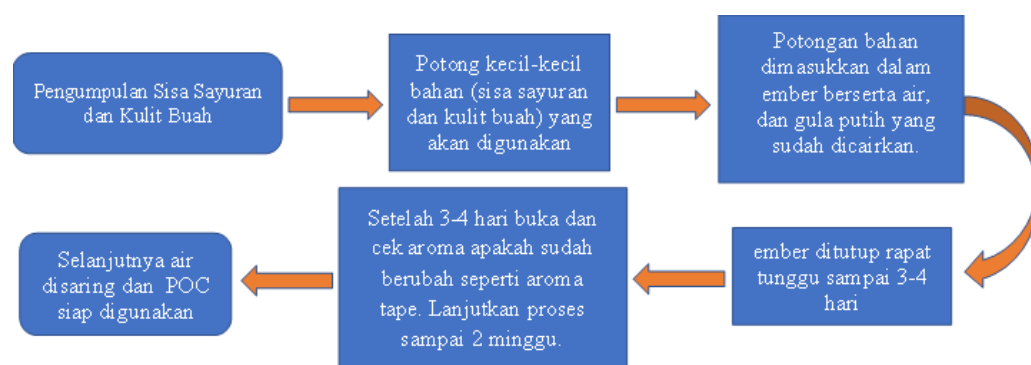 Pengumpulan Sisa Sayuran
dan Kulit Buah
Potong kecil-kecil
bahan (sisa sayuran
dan kulit buah) yang
akan digunakan
Potongan bahan
dimasukkan dalam
ember berserta air,
dan gula putih yang
sudah dicairkan.
ember ditutup rapat
tunggu sampai 3-4
hari
Setelah 3-4 hari buka dan
cek aroma apakah sudah
berubah seperti aroma
tape. Lanjutkan proses
sampai 2 minggu.
Selanjutnya air
disaring dan POC
siap digunakan